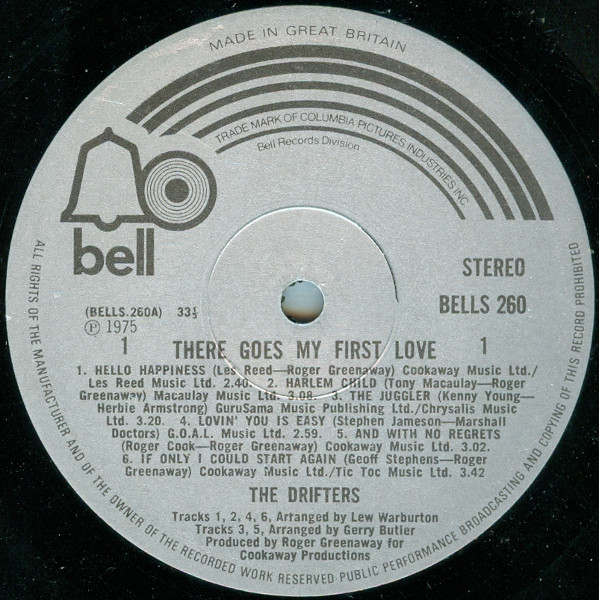 MADE IN GREAT BRITAIN
TRADE MARK OF COLUMBIA PICTURES INDUSTRIES INC.
Bell Records Division
bell
STEREO
BELLS 260
(BELLS.260A) 33⅓
Ⓟ 1975
1 THERE GOES MY FIRST LOVE 1
1. HELLO HAPPINESS (Les Reed—Roger Greenaway) Cookaway Music Ltd./
Les Reed Music Ltd. 2.40. 2. HARLEM CHILD (Tony Macaulay—Roger
Greenaway) Macaulay Music Ltd. 3.08. 3. THE JUGGLER (Kenny Young—
Herbie Armstrong) GuruSama Music Publishing Ltd./Chrysalis Music
Ltd. 3.20. 4. LOVIN' YOU IS EASY (Stephen Jameson—Marshall
Doctors) G.O.A.L. Music Ltd. 2.59. 5. AND WITH NO REGRETS
(Roger Cook—Roger Greenaway) Cookaway Music Ltd. 3.02.
6. IF ONLY I COULD START AGAIN (Geoff Stephens—Roger
Greenaway) Cookaway Music Ltd./Tic Toc Music Ltd. 3.42
THE DRIFTERS
Tracks 1, 2, 4, 6, Arranged by Lew Warburton
Tracks 3, 5, Arranged by Gerry Butler
Produced by Roger Greenaway for
Cookaway Productions
ALL RIGHTS OF THE MANUFACTURER AND OF THE OWNER OF THE RECORDED WORK RESERVED·PUBLIC PERFORMANCE BROADCASTING AND COPYING OF THIS RECORD PROHIBITED